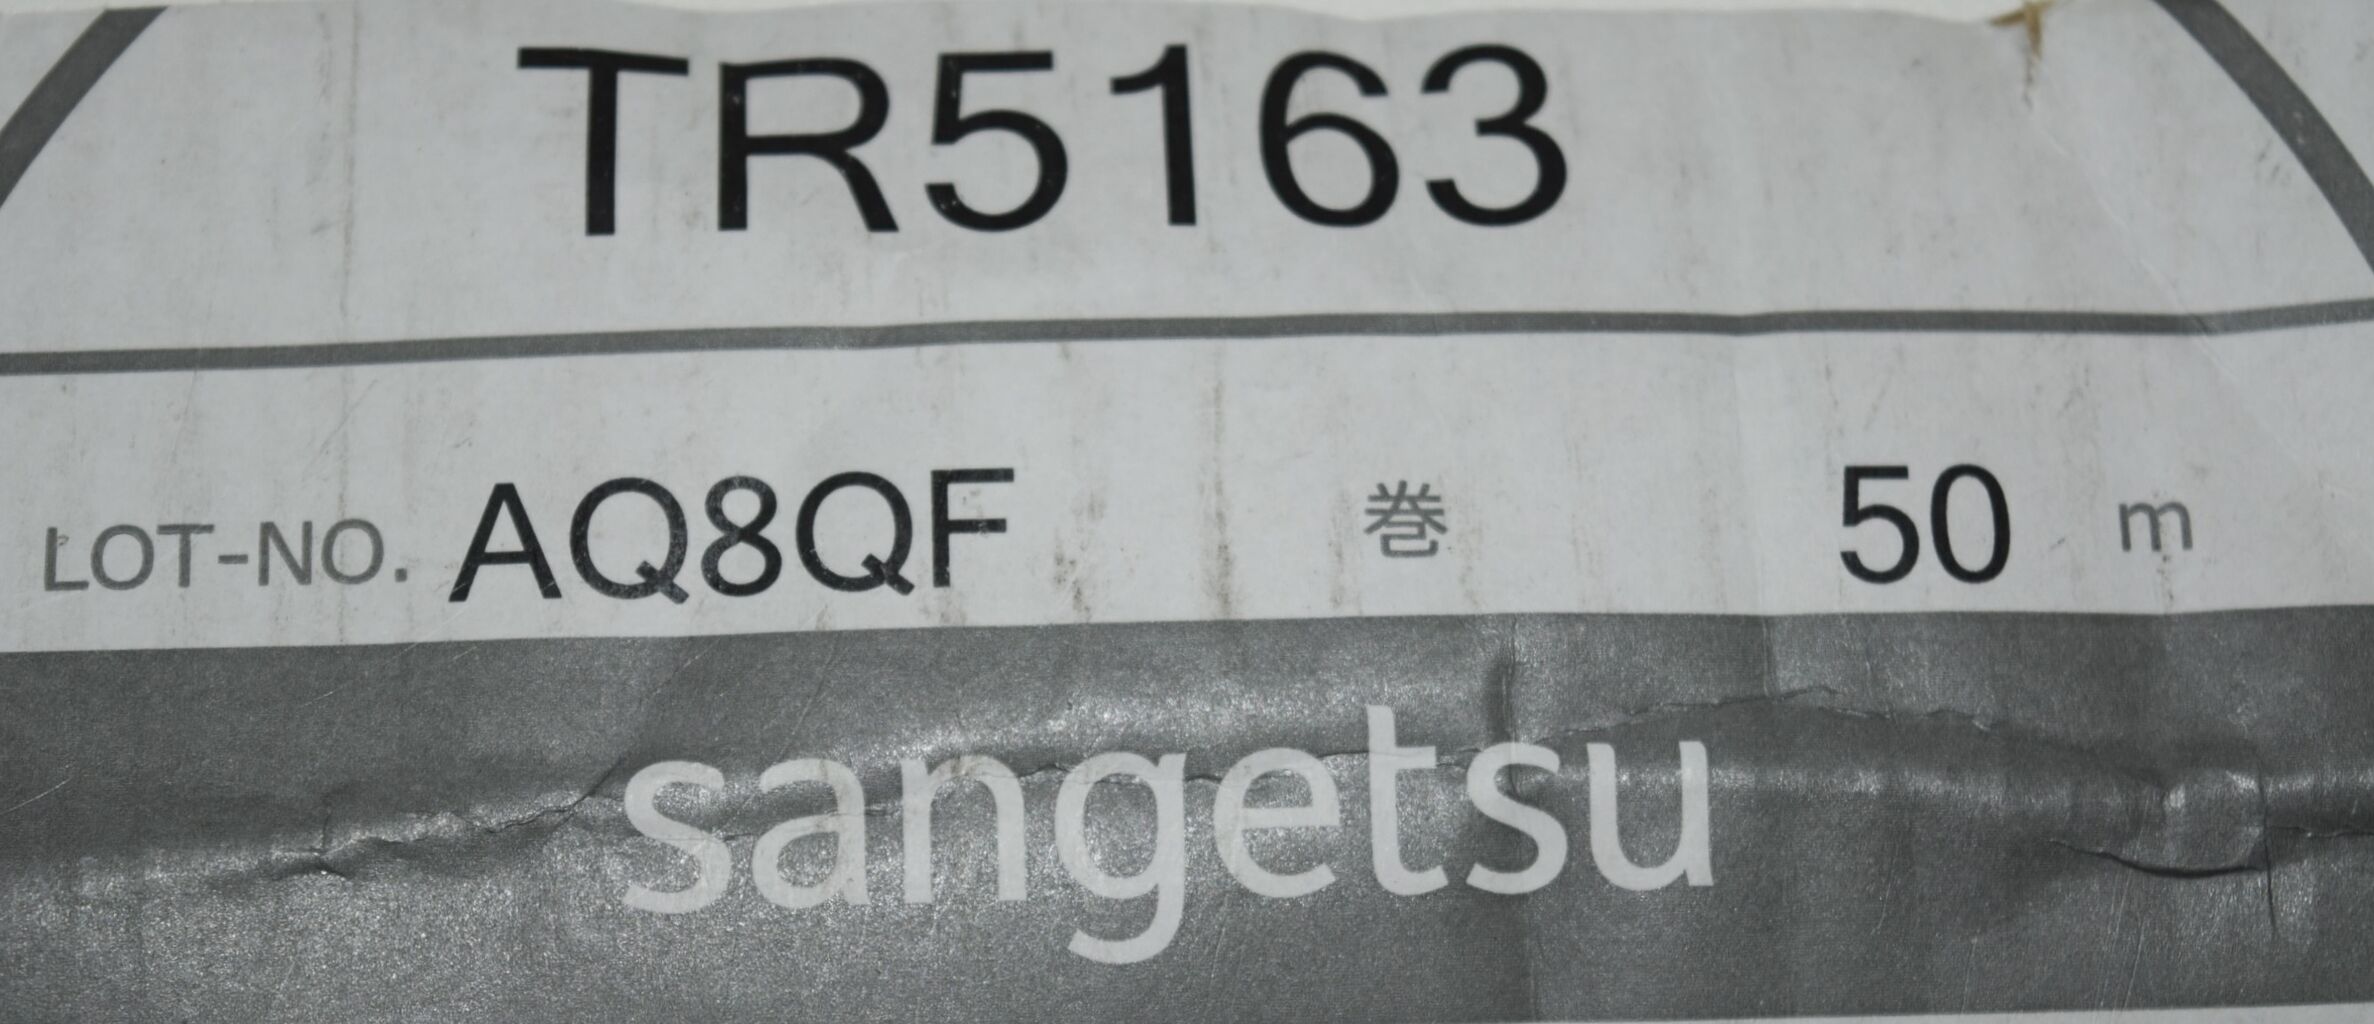 TR5163
LOT-NO. AQ8QF 巻 50 m
sangetsu